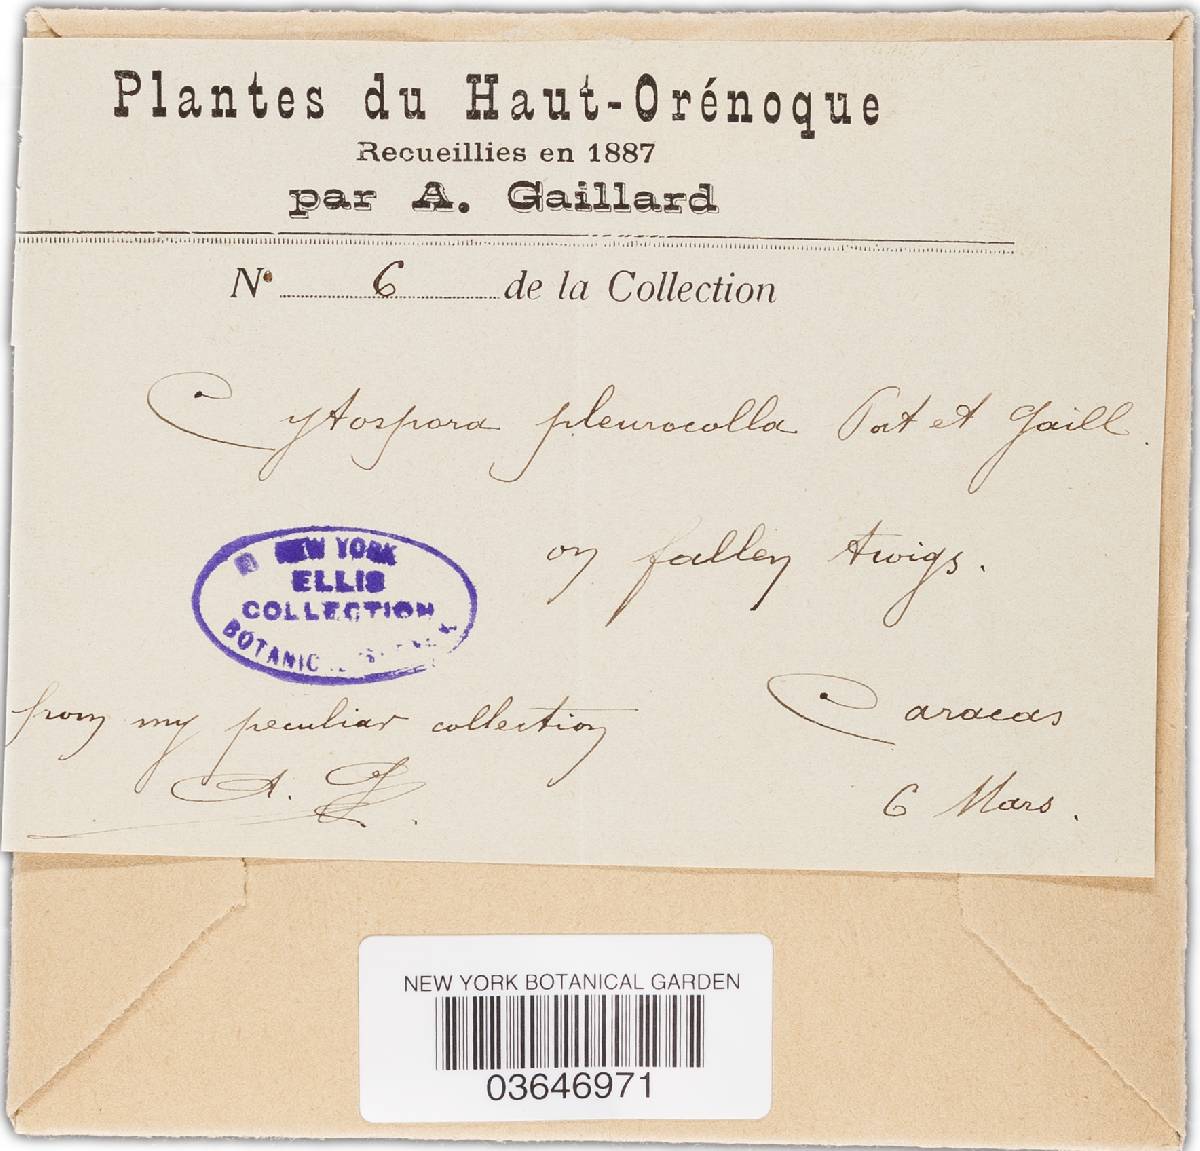 Plantes du Haut-Orénoque
Recueillies en 1887
par A. Gaillard
N° 6 de la Collection
Cytospora pleurocolla Pat et Gaill.
on fallen twigs.
NEW YORK
ELLIS
COLLECTION
BOTANIC
from my peculiar collection
A. G.
Caracas
6 Mars.
NEW YORK BOTANICAL GARDEN
03646971